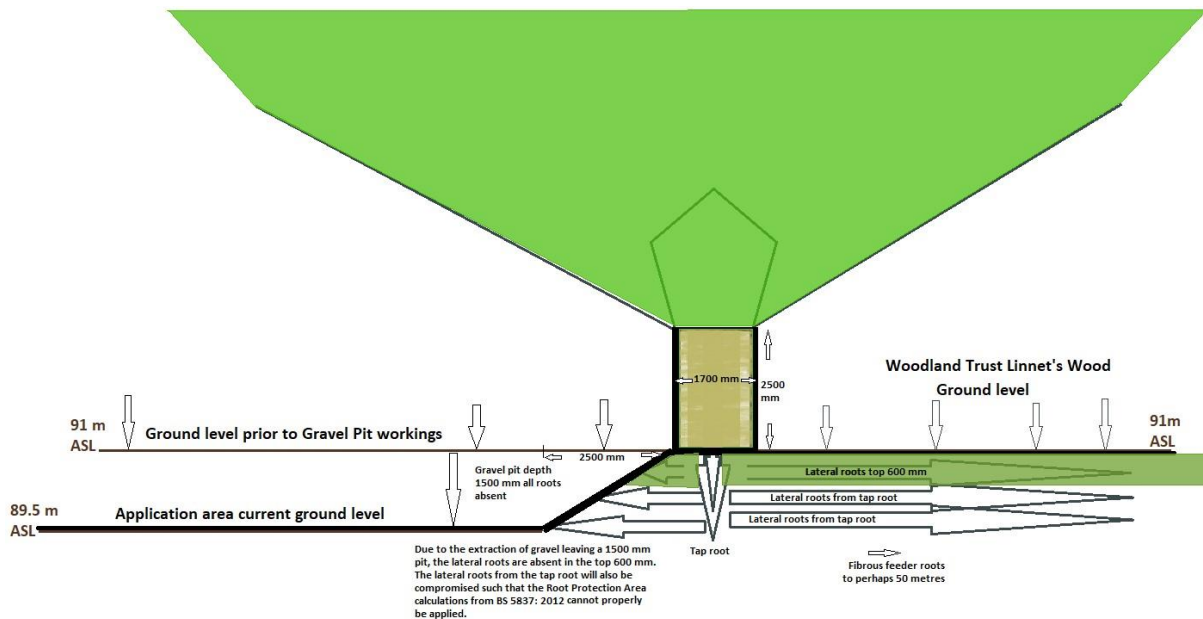 1700 mm
2500
mm
Woodland Trust Linnet's Wood
Ground level
91 m
ASL
Ground level prior to Gravel Pit workings
91m
ASL
2500 mm
Gravel pit depth
1500 mm all roots
absent
Lateral roots top 600 mm
Lateral roots from tap root
Lateral roots from tap root
89.5 m
ASL
Application area current ground level
Tap root
Due to the extraction of gravel leaving a 1500 mm
pit, the lateral roots are absent in the top 600 mm.
The lateral roots from the tap root will also be
compromised such that the Root Protection Area
calculations from BS 5837: 2012 cannot properly
be applied.
Fibrous feeder roots
to perhaps 50 metres